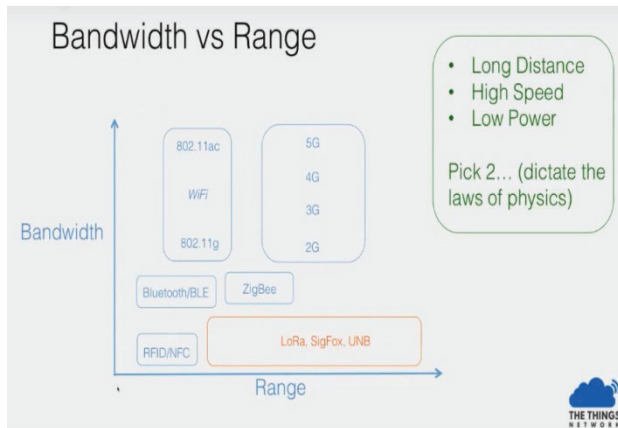 Bandwidth vs Range
• Long Distance
• High Speed
• Low Power
Pick 2... (dictate the
laws of physics)
Bandwidth
802.11ac
WiFi
802.11g
5G
4G
3G
2G
Bluetooth/BLE
ZigBee
RFID/NFC
LoRa, SigFox, UNB
Range
THE THINGS
NETWORK